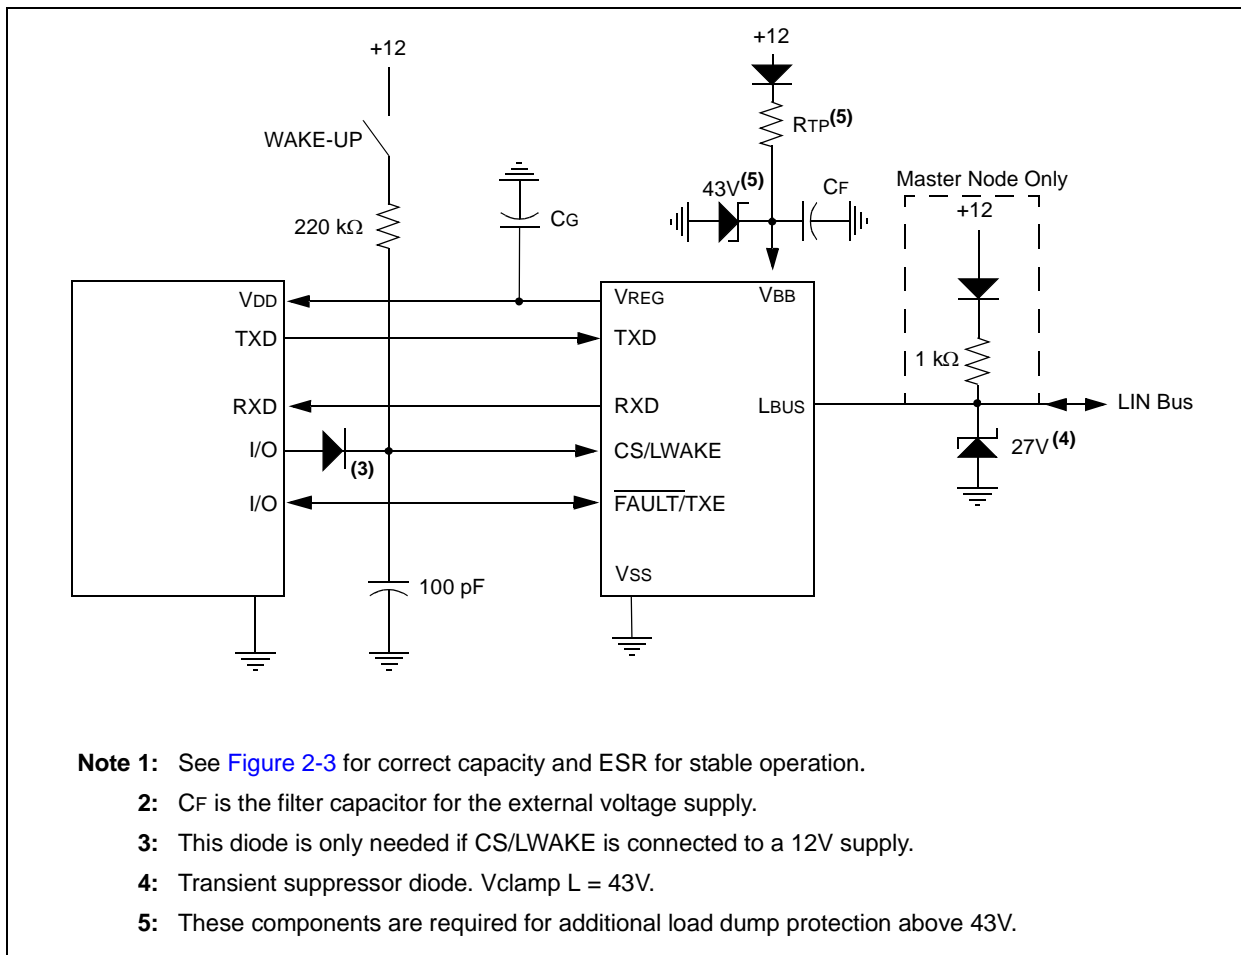 +12
+12
WAKE-UP
RTP(5)
43V(5)
CF
Master Node Only
+12
220 kΩ
CG
VDD
VREG
VBB
TXD
TXD
1 kΩ
RXD
RXD
LBUS
LIN Bus
I/O
(3)
CS/LWAKE
27V(4)
I/O
FAULT/TXE
VSS
100 pF
Note 1: See Figure 2-3 for correct capacity and ESR for stable operation.
2: CF is the filter capacitor for the external voltage supply.
3: This diode is only needed if CS/LWAKE is connected to a 12V supply.
4: Transient suppressor diode. Vclamp L = 43V.
5: These components are required for additional load dump protection above 43V.